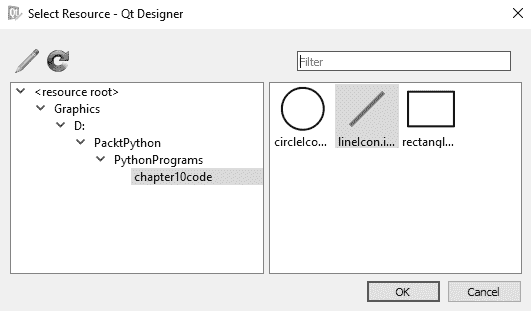 Select Resource - Qt Designer
Filter
<resource root>
Graphics
D:
PacktPython
PythonPrograms
chapter10code
circleIco... lineIcon.i... rectangl...
OK Cancel